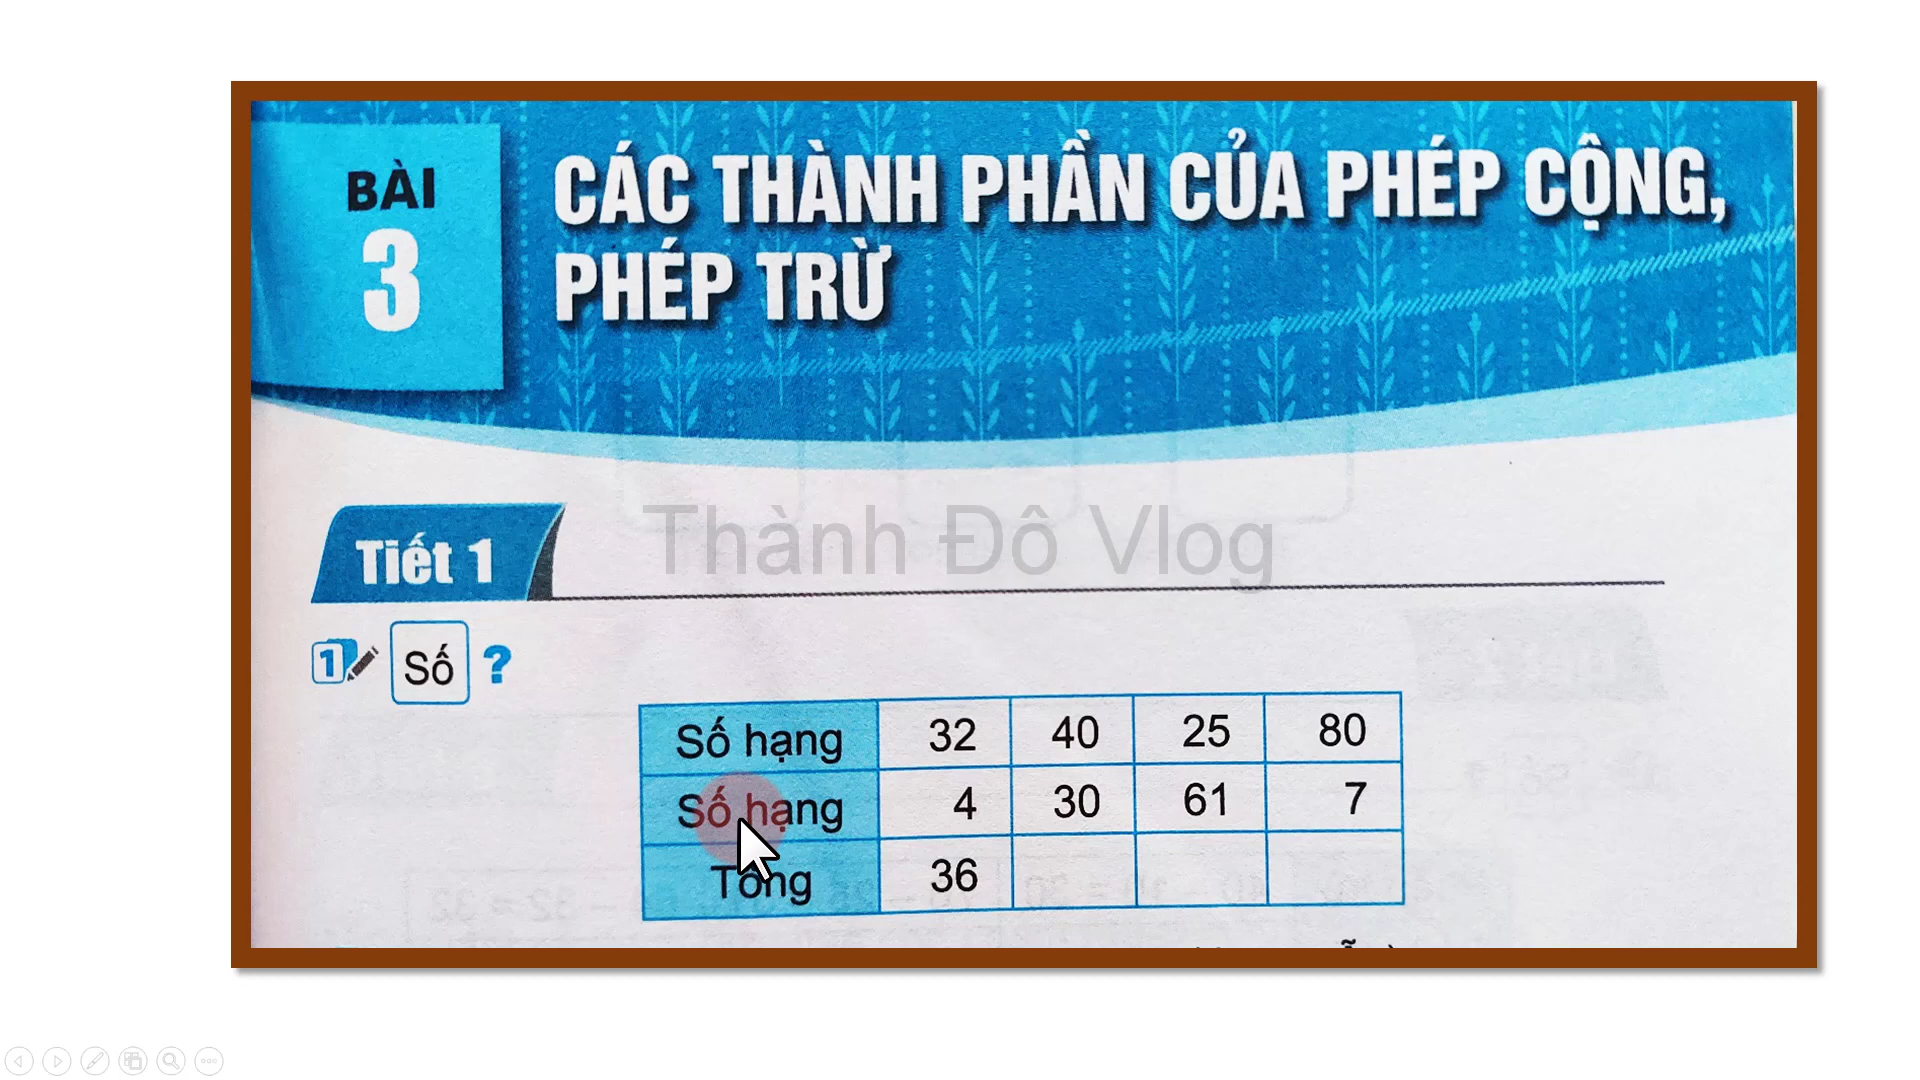 BÀI
3
CÁC THÀNH PHẦN CỦA PHÉP CỘNG,
PHÉP TRỪ
Thành Đô Vlog
Tiết 1
1 Số ?
Số hạng 32 40 25 80
Số hạng 4 30 61 7
Tổng 36